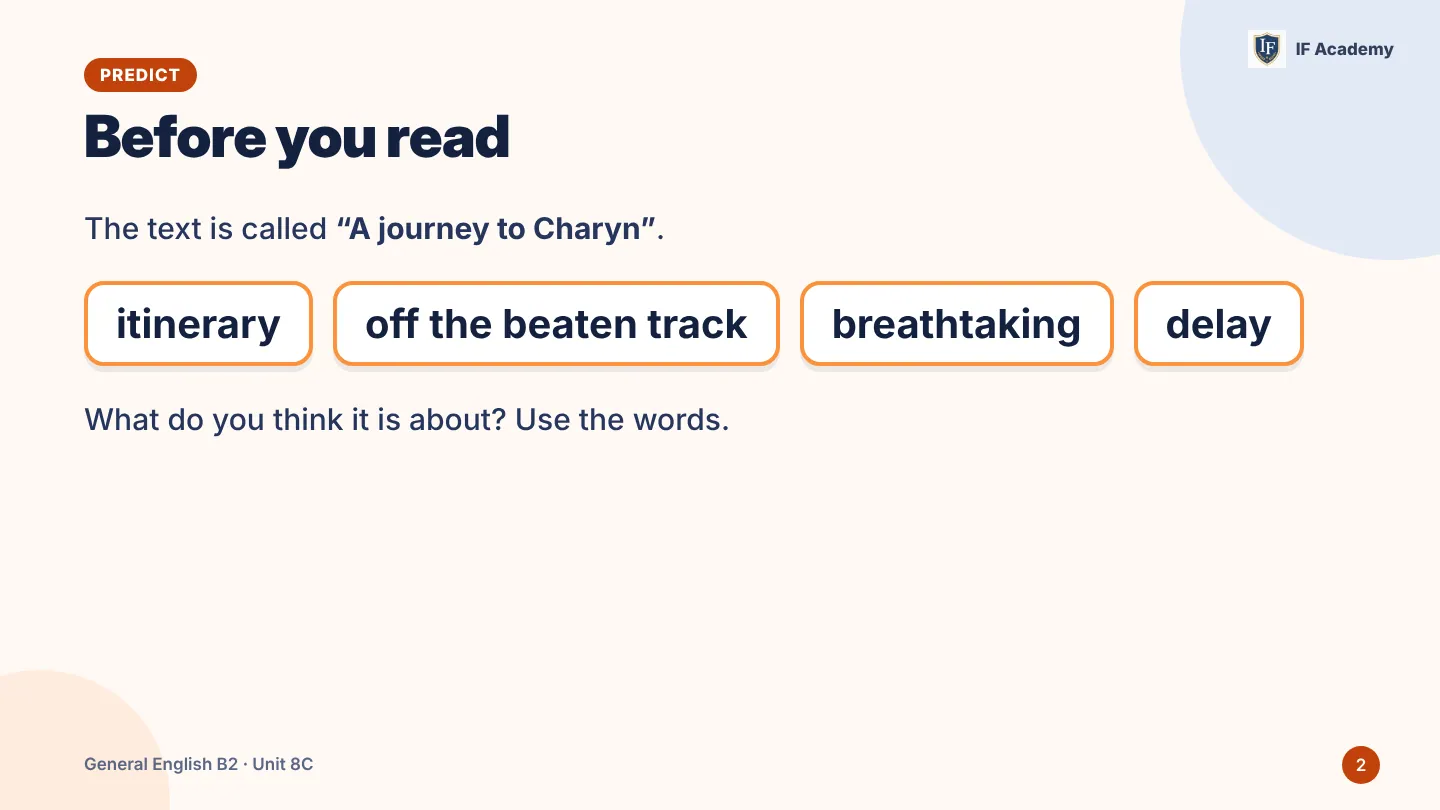 IF
IF Academy
PREDICT
Before you read
The text is called “A journey to Charyn”.
itinerary
off the beaten track
breathtaking
delay
What do you think it is about? Use the words.
General English B2 · Unit 8C
2